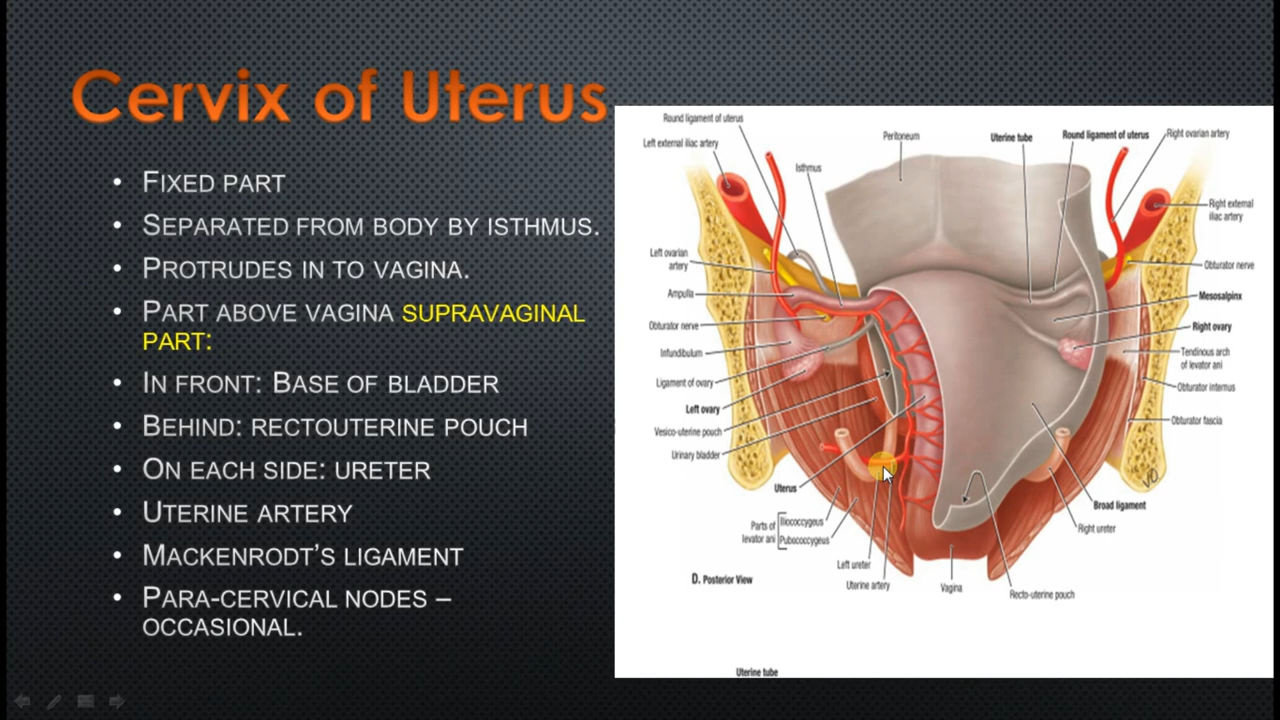 Cervix of Uterus
• FIXED PART
• SEPARATED FROM BODY BY ISTHMUS.
• PROTRUDES IN TO VAGINA.
• PART ABOVE VAGINA SUPRAVAGINAL
PART:
• IN FRONT: BASE OF BLADDER
• BEHIND: RECTOUTERINE POUCH
• ON EACH SIDE: URETER
• UTERINE ARTERY
• MACKENRODT’S LIGAMENT
• PARA-CERVICAL NODES –
OCCASIONAL.
Round ligament of uterus
Left external iliac artery
Isthmus
Peritoneum
Uterine tube
Round ligament of uterus
Right ovarian artery
Right external
iliac artery
Left ovarian
artery
Obturator nerve
Ampulla
Mesosalpinx
Obturator nerve
Right ovary
Infundibulum
Tendinous arch
of levator ani
Ligament of ovary
Obturator internus
Left ovary
Obturator fascia
Vesico-uterine pouch
Urinary bladder
Uterus
Broad ligament
Parts of
levator ani
Iliococcygeus
Pubococcygeus
Right ureter
Left ureter
Uterine artery
Vagina
Recto-uterine pouch
D. Posterior View
Uterine tube